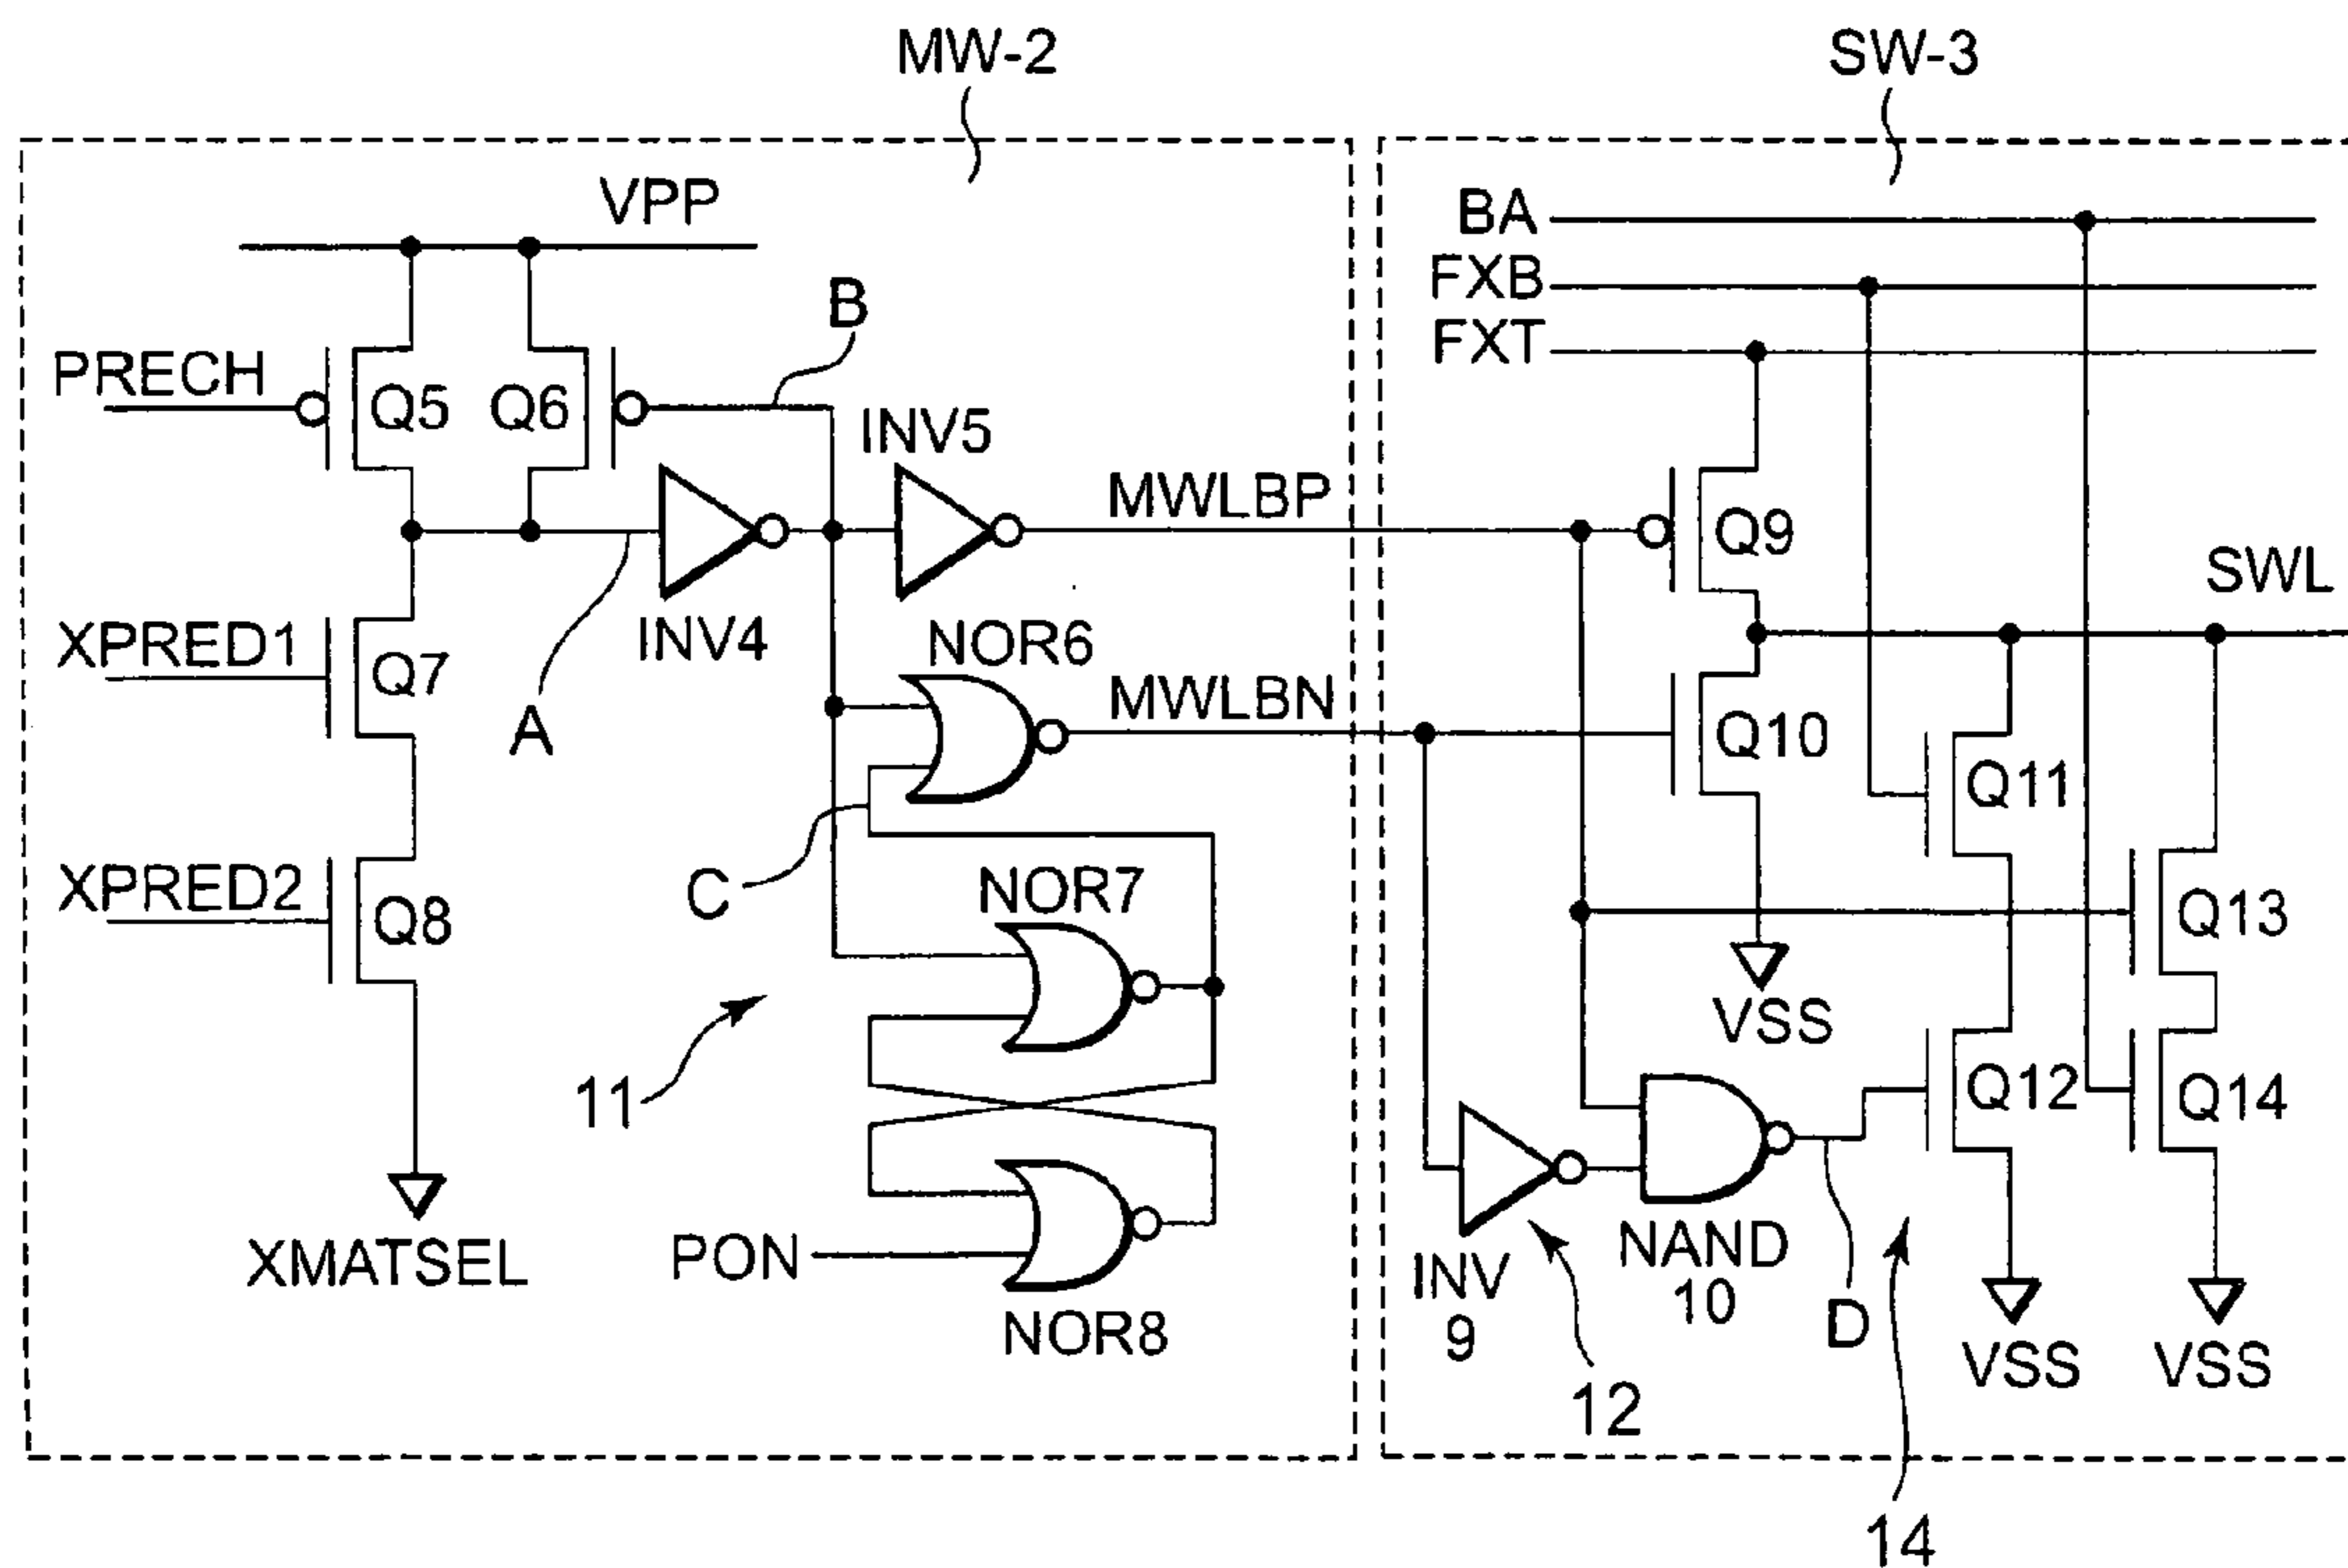 MW-2
SW-3
VPP
BA
FXB
FXT
B
PRECH
Q5
Q6
INV5
MWLBP
Q9
SWL
XPRED1
Q7
INV4
NOR6
A
MWLBN
Q10
Q11
C
NOR7
XPRED2
Q8
Q13
VSS
11
Q12
Q14
XMATSEL
PON
NOR8
INV
9
NAND
10
D
VSS
VSS
12
14